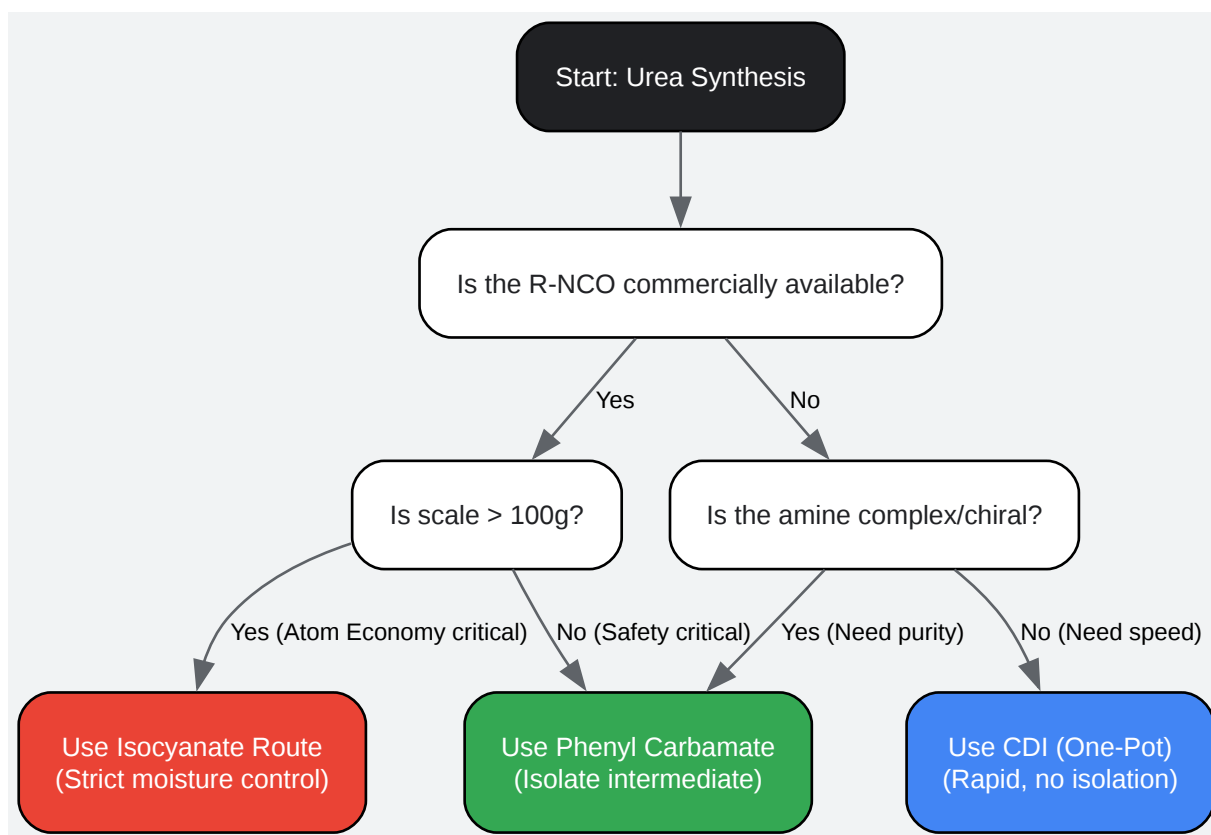 Start: Urea Synthesis
Is the R-NCO commercially available?
Yes
No
Is scale > 100g?
Is the amine complex/chiral?
Yes (Atom Economy critical)
No (Safety critical)
Yes (Need purity)
No (Need speed)
Use Isocyanate Route
(Strict moisture control)
Use Phenyl Carbamate
(Isolate intermediate)
Use CDI (One-Pot)
(Rapid, no isolation)